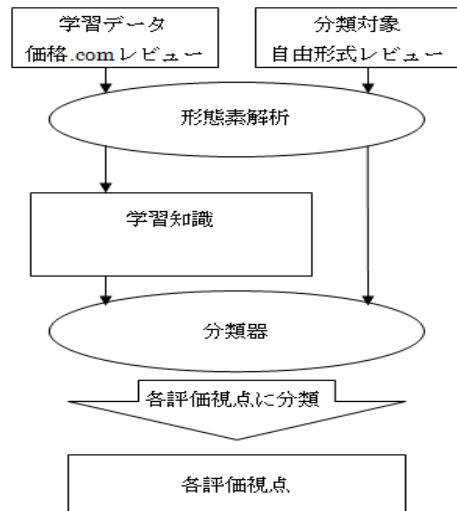 学習データ
価格.comレビュー
分類対象
自由形式レビュー
形態素解析
学習知識
分類器
各評価視点に分類
各評価視点